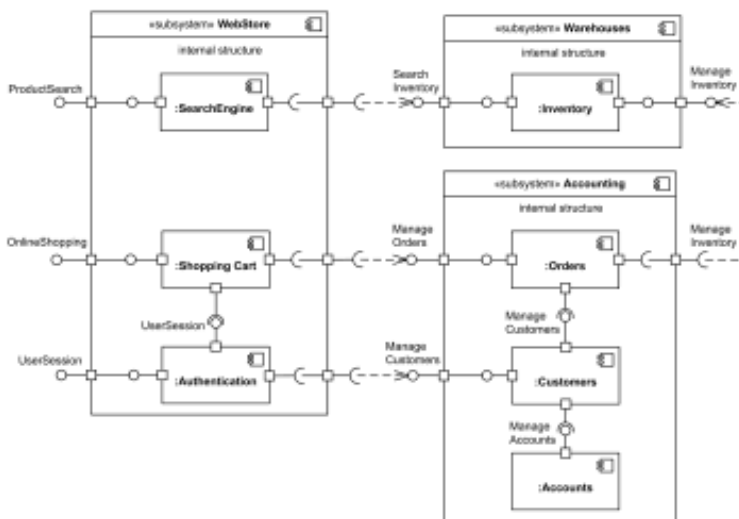 «subsystem» WebStore
internal structure
ProductSearch
:SearchEngine
Search
Inventory
«subsystem» Warehouses
internal structure
:Inventory
Manage
Inventory
«subsystem» Accounting
internal structure
OnlineShopping
:Shopping Cart
Manage
Orders
:Orders
Manage
Inventory
UserSession
Manage
Customers
UserSession
:Authentication
Manage
Customers
:Customers
Manage
Accounts
:Accounts